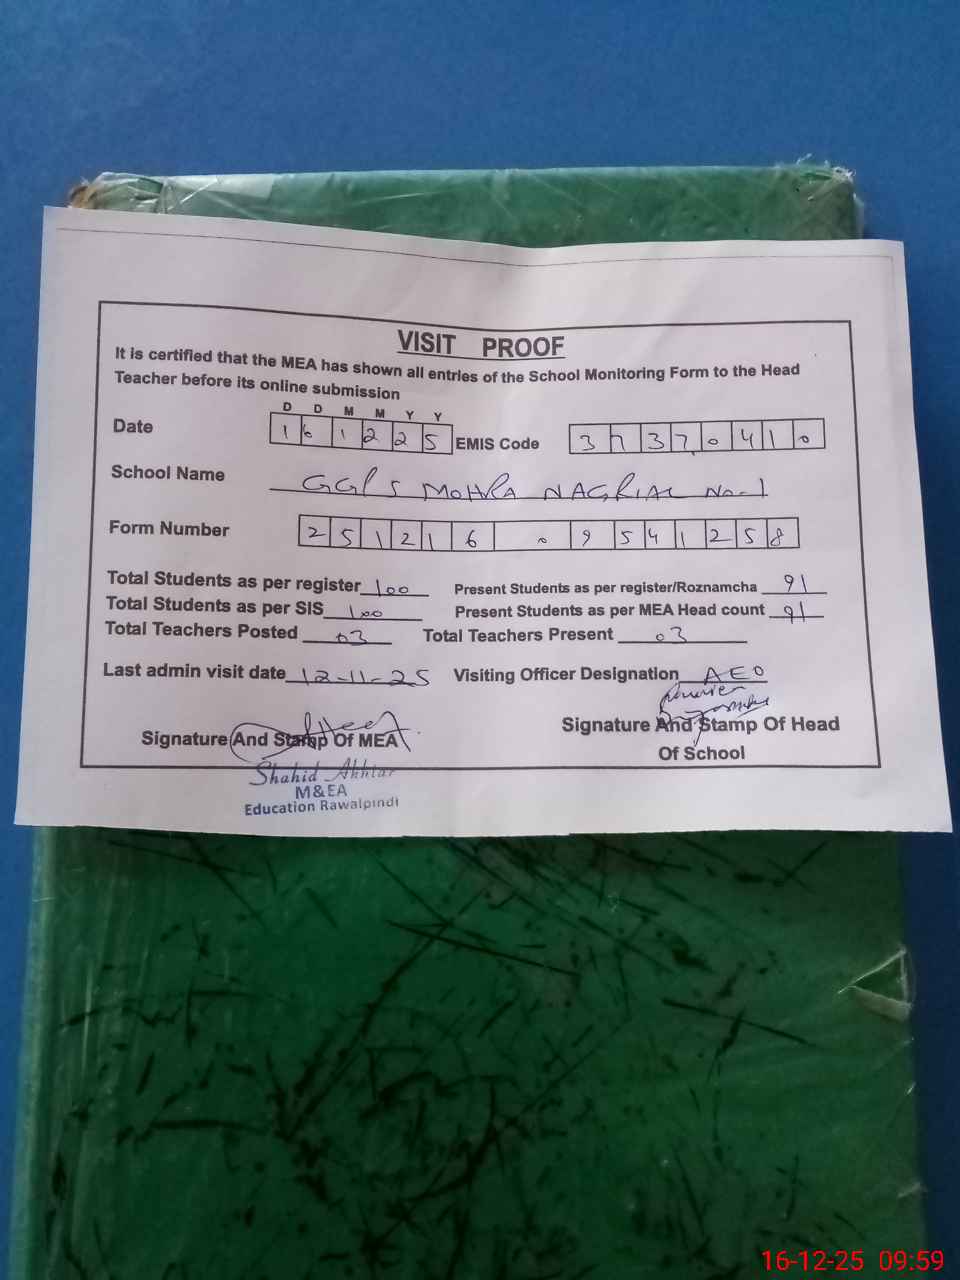 VISIT PROOF
It is certified that the MEA has shown all entries of the School Monitoring Form to the Head
Teacher before its online submission
D D M M Y Y
Date 1 6 1 2 2 5 EMIS Code 3 7 3 7 0 4 1 0
School Name GGPS MOHRA NAGRIAL No-1
Form Number 2 5 1 2 1 6 0 9 5 4 1 2 5 8
Total Students as per register 100 Present Students as per register/Roznamcha 91
Total Students as per SIS 100 Present Students as per MEA Head count 91
Total Teachers Posted 03 Total Teachers Present 03
Last admin visit date 12-11-25 Visiting Officer Designation AEO
Signature And Stamp Of MEA Signature And Stamp Of Head
Of School
Shahid Akhtar
M&EA
Education Rawalpindi
16-12-25 09:59